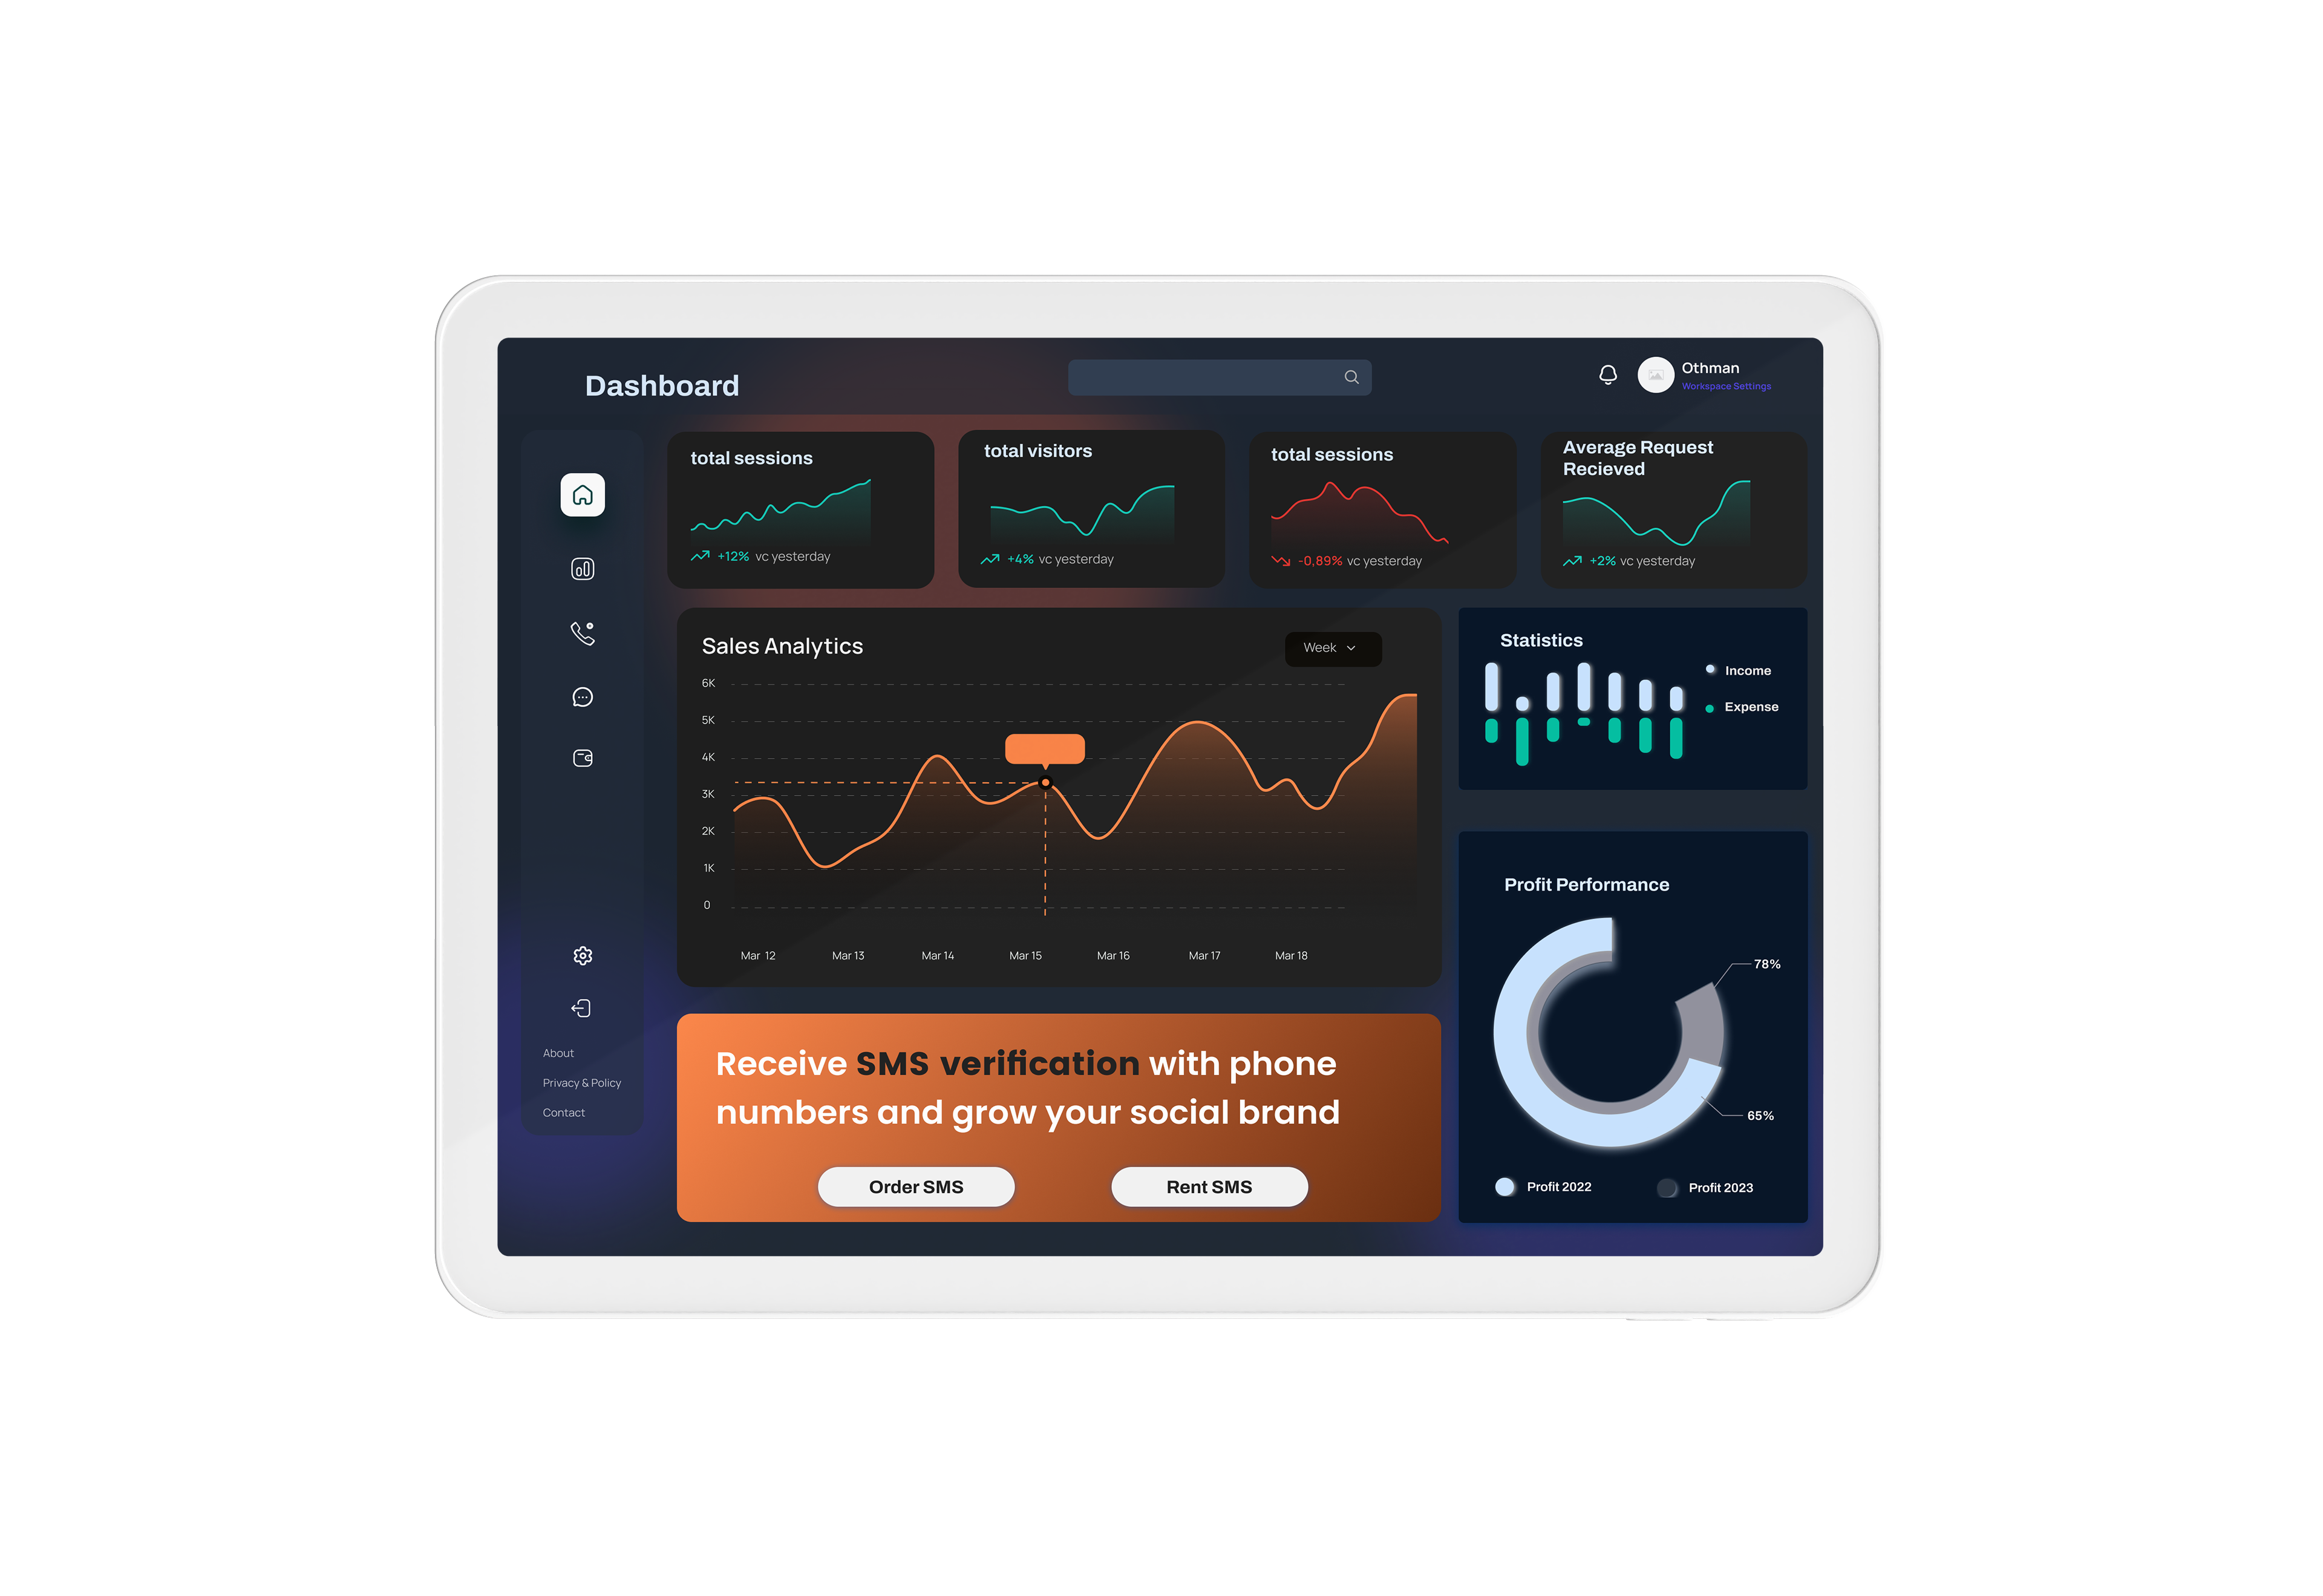 Dashboard
Othman
Workspace Settings
total sessions
+12% vc yesterday
total visitors
+4% vc yesterday
total sessions
-0,89% vc yesterday
Average Request
Recieved
+2% vc yesterday
Sales Analytics
Week
6K
5K
4K
3K
2K
1K
0
Mar 12
Mar 13
Mar 14
Mar 15
Mar 16
Mar 17
Mar 18
Statistics
Income
Expense
Profit Performance
78%
65%
Profit 2022
Profit 2023
About
Privacy & Policy
Contact
Receive SMS verification with phone
numbers and grow your social brand
Order SMS
Rent SMS